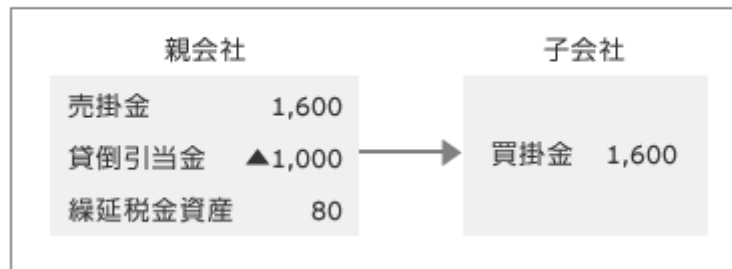 親会社
売掛金 1,600
貸倒引当金 ▲1,000
繰延税金資産 80
子会社
買掛金 1,600